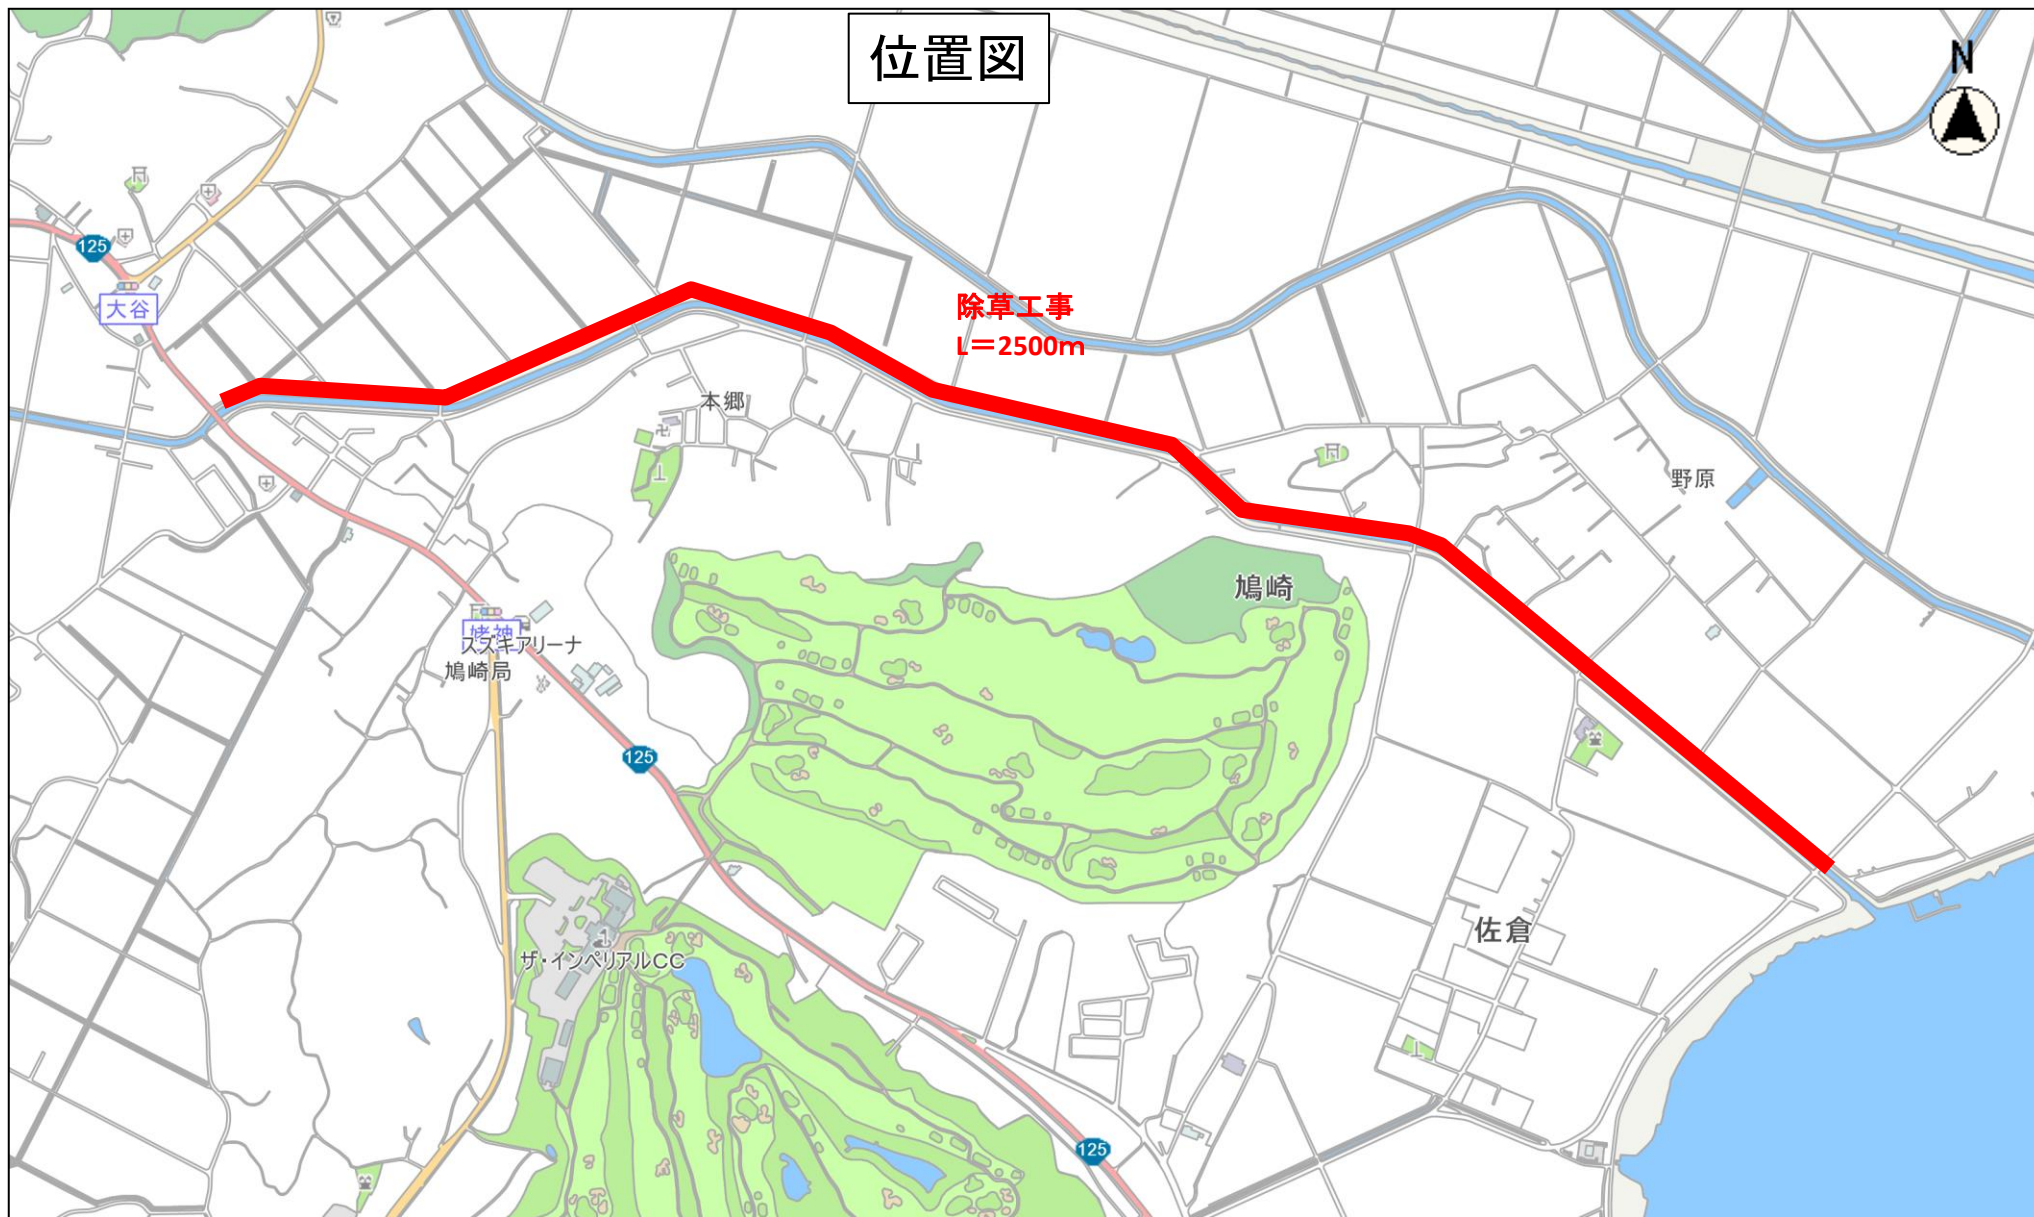 位置図
N
125
大谷
除草工事
L＝2500m
本郷
野原
鳩崎
姥神
スズキアリーナ
鳩崎局
125
佐倉
ザ・インペリアルCC
125